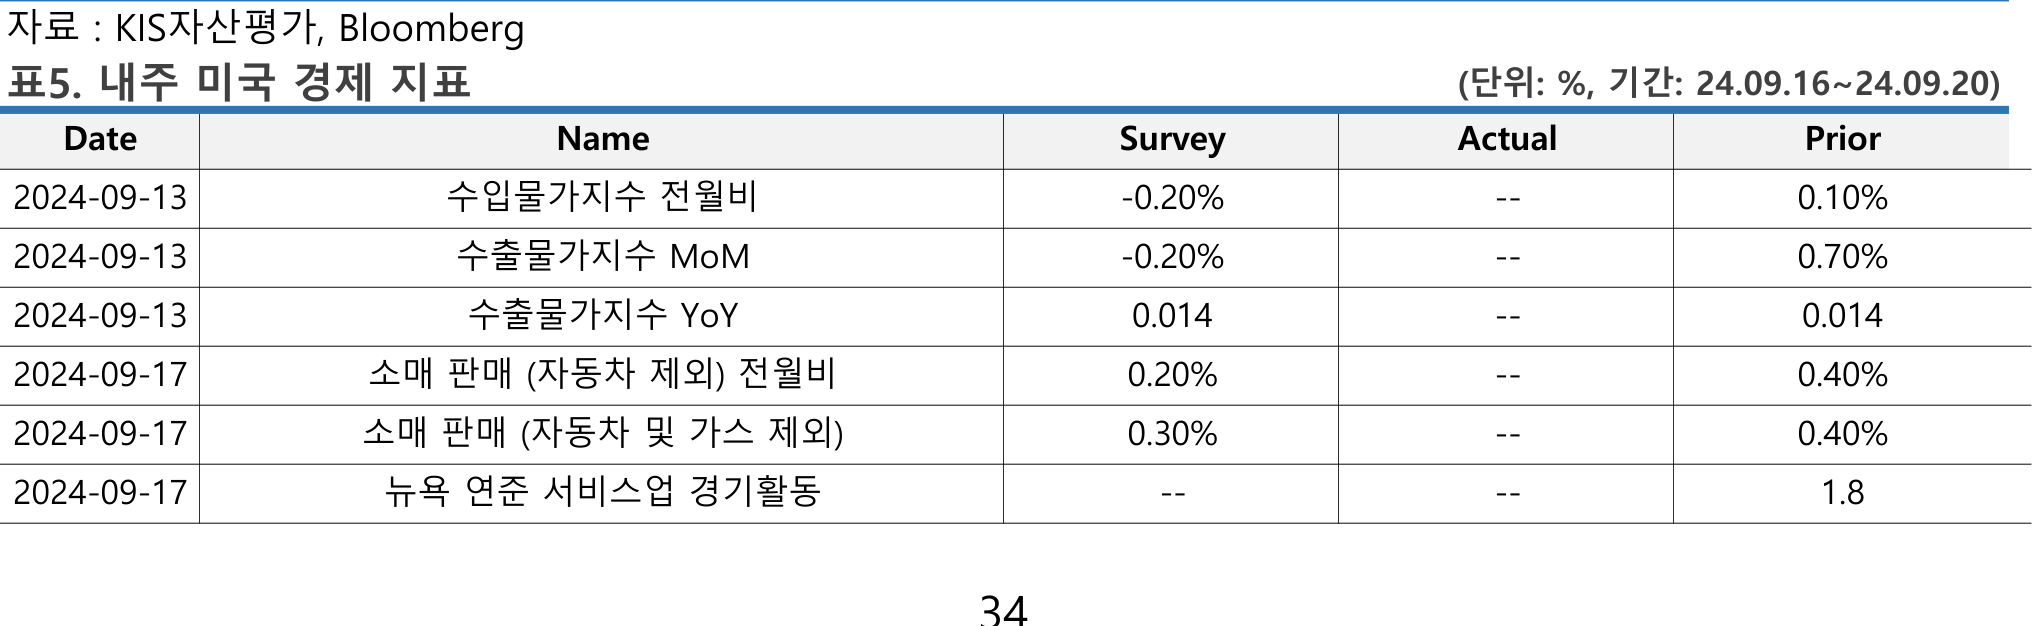 자료 : KIS자산평가, Bloomberg
표5. 내주 미국 경제 지표 (단위: %, 기간: 24.09.16~24.09.20)
Date Name Survey Actual Prior
2024-09-13 수입물가지수 전월비 -0.20% -- 0.10%
2024-09-13 수출물가지수 MoM -0.20% -- 0.70%
2024-09-13 수출물가지수 YoY 0.014 -- 0.014
2024-09-17 소매 판매 (자동차 제외) 전월비 0.20% -- 0.40%
2024-09-17 소매 판매 (자동차 및 가스 제외) 0.30% -- 0.40%
2024-09-17 뉴욕 연준 서비스업 경기활동 -- -- 1.8
34